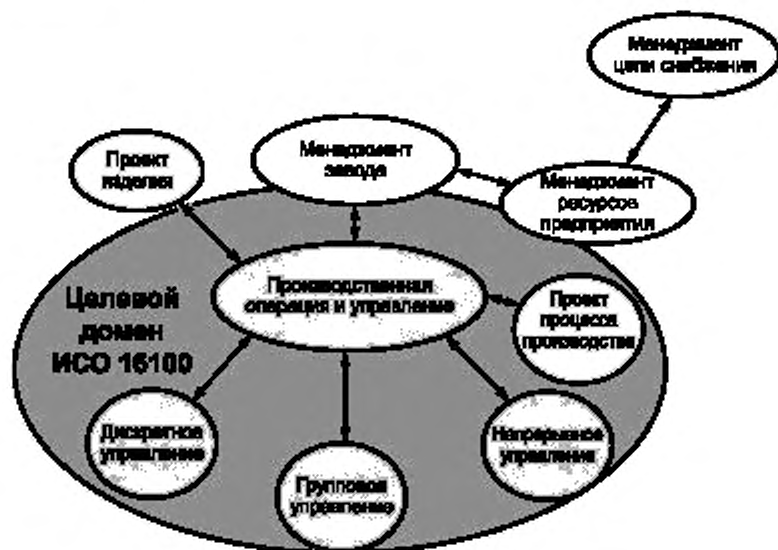 Менеджмент
цепи снабжения
Проект
изделия
Менеджмент
завода
Менеджмент
ресурсов
предприятия
Целевой
домен
ИСО 16100
Производственная
операция и управление
Проект
процесса
производства
Дискретное
управление
Групповое
управление
Непрерывное
управление